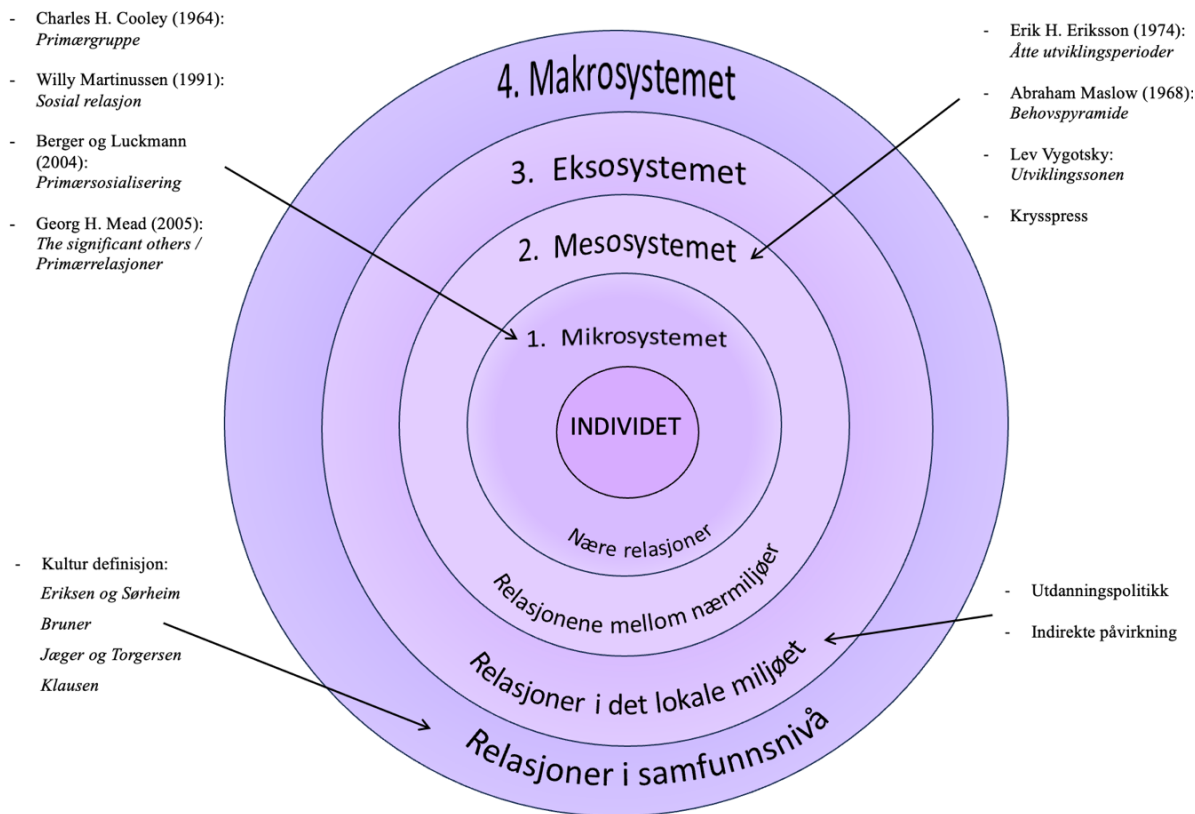 - Charles H. Cooley (1964):
Primærgruppe
- Willy Martinussen (1991):
Sosial relasjon
- Berger og Luckmann
(2004):
Primærsosialisering
- Georg H. Mead (2005):
The significant others /
Primærrelasjoner
- Erik H. Eriksson (1974):
Åtte utviklingsperioder
- Abraham Maslow (1968):
Behovspyramide
- Lev Vygotsky:
Utviklingssonen
- Krysspress
4. Makrosystemet
3. Eksosystemet
2. Mesosystemet
1. Mikrosystemet
INDIVIDET
Nære relasjoner
Relasjonene mellom nærmiljøer
Relasjoner i det lokale miljøet
Relasjoner i samfunnsnivå
- Kultur definisjon:
Eriksen og Sørheim
Bruner
Jæger og Torgersen
Klausen
- Utdanningspolitikk
- Indirekte påvirkning